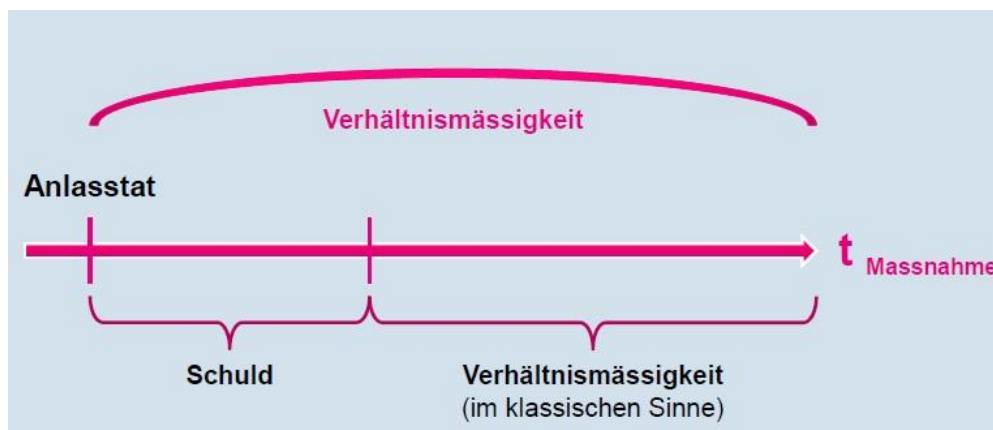 Verhältnismässigkeit
Anlasstat
t Massnahme
Schuld
Verhältnismässigkeit
(im klassischen Sinne)